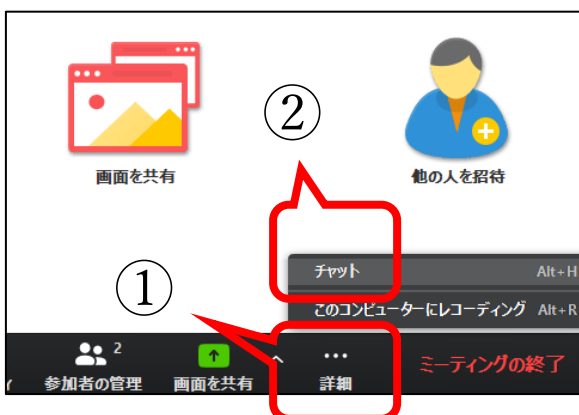 ②
画面を共有
他の人を招待
①
チャット Alt+H
このコンピューターにレコーディング Alt+R
2
参加者の管理 画面を共有 詳細 ミーティングの終了